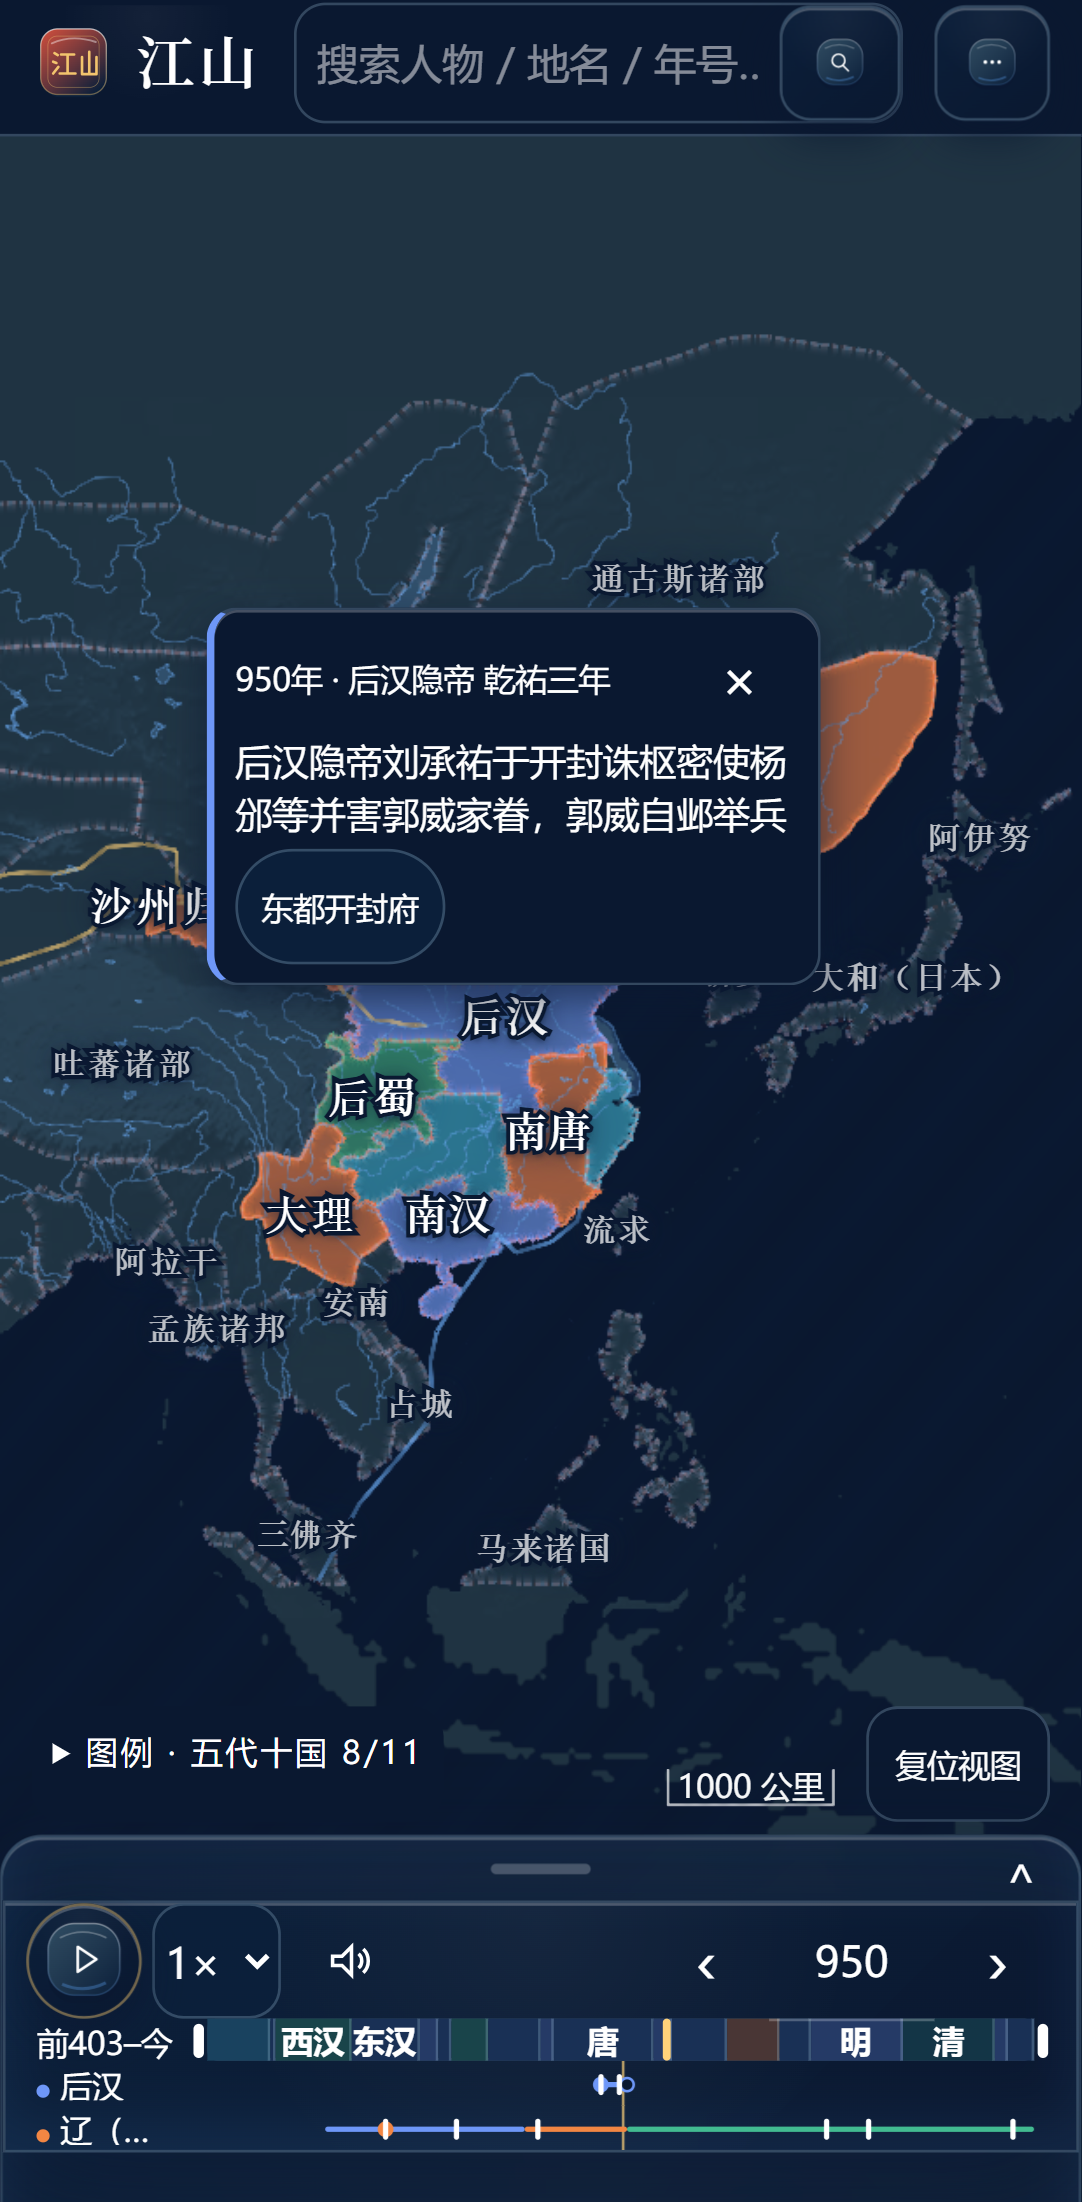 江山
江山
搜索人物 / 地名 / 年号..
通古斯诸部
950年 · 后汉隐帝 乾祐三年
后汉隐帝刘承祐于开封诛枢密使杨
邠等并害郭威家眷，郭威自邺举兵
东都开封府
阿伊努
沙州归
大和（日本）
后汉
吐蕃诸部
后蜀
南唐
大理
南汉
流求
阿拉干
安南
孟族诸邦
占城
三佛齐
马来诸国
图例 · 五代十国 8/11
1000 公里
复位视图
1×
950
前403–今
西汉 东汉 唐 明 清
后汉
辽（...